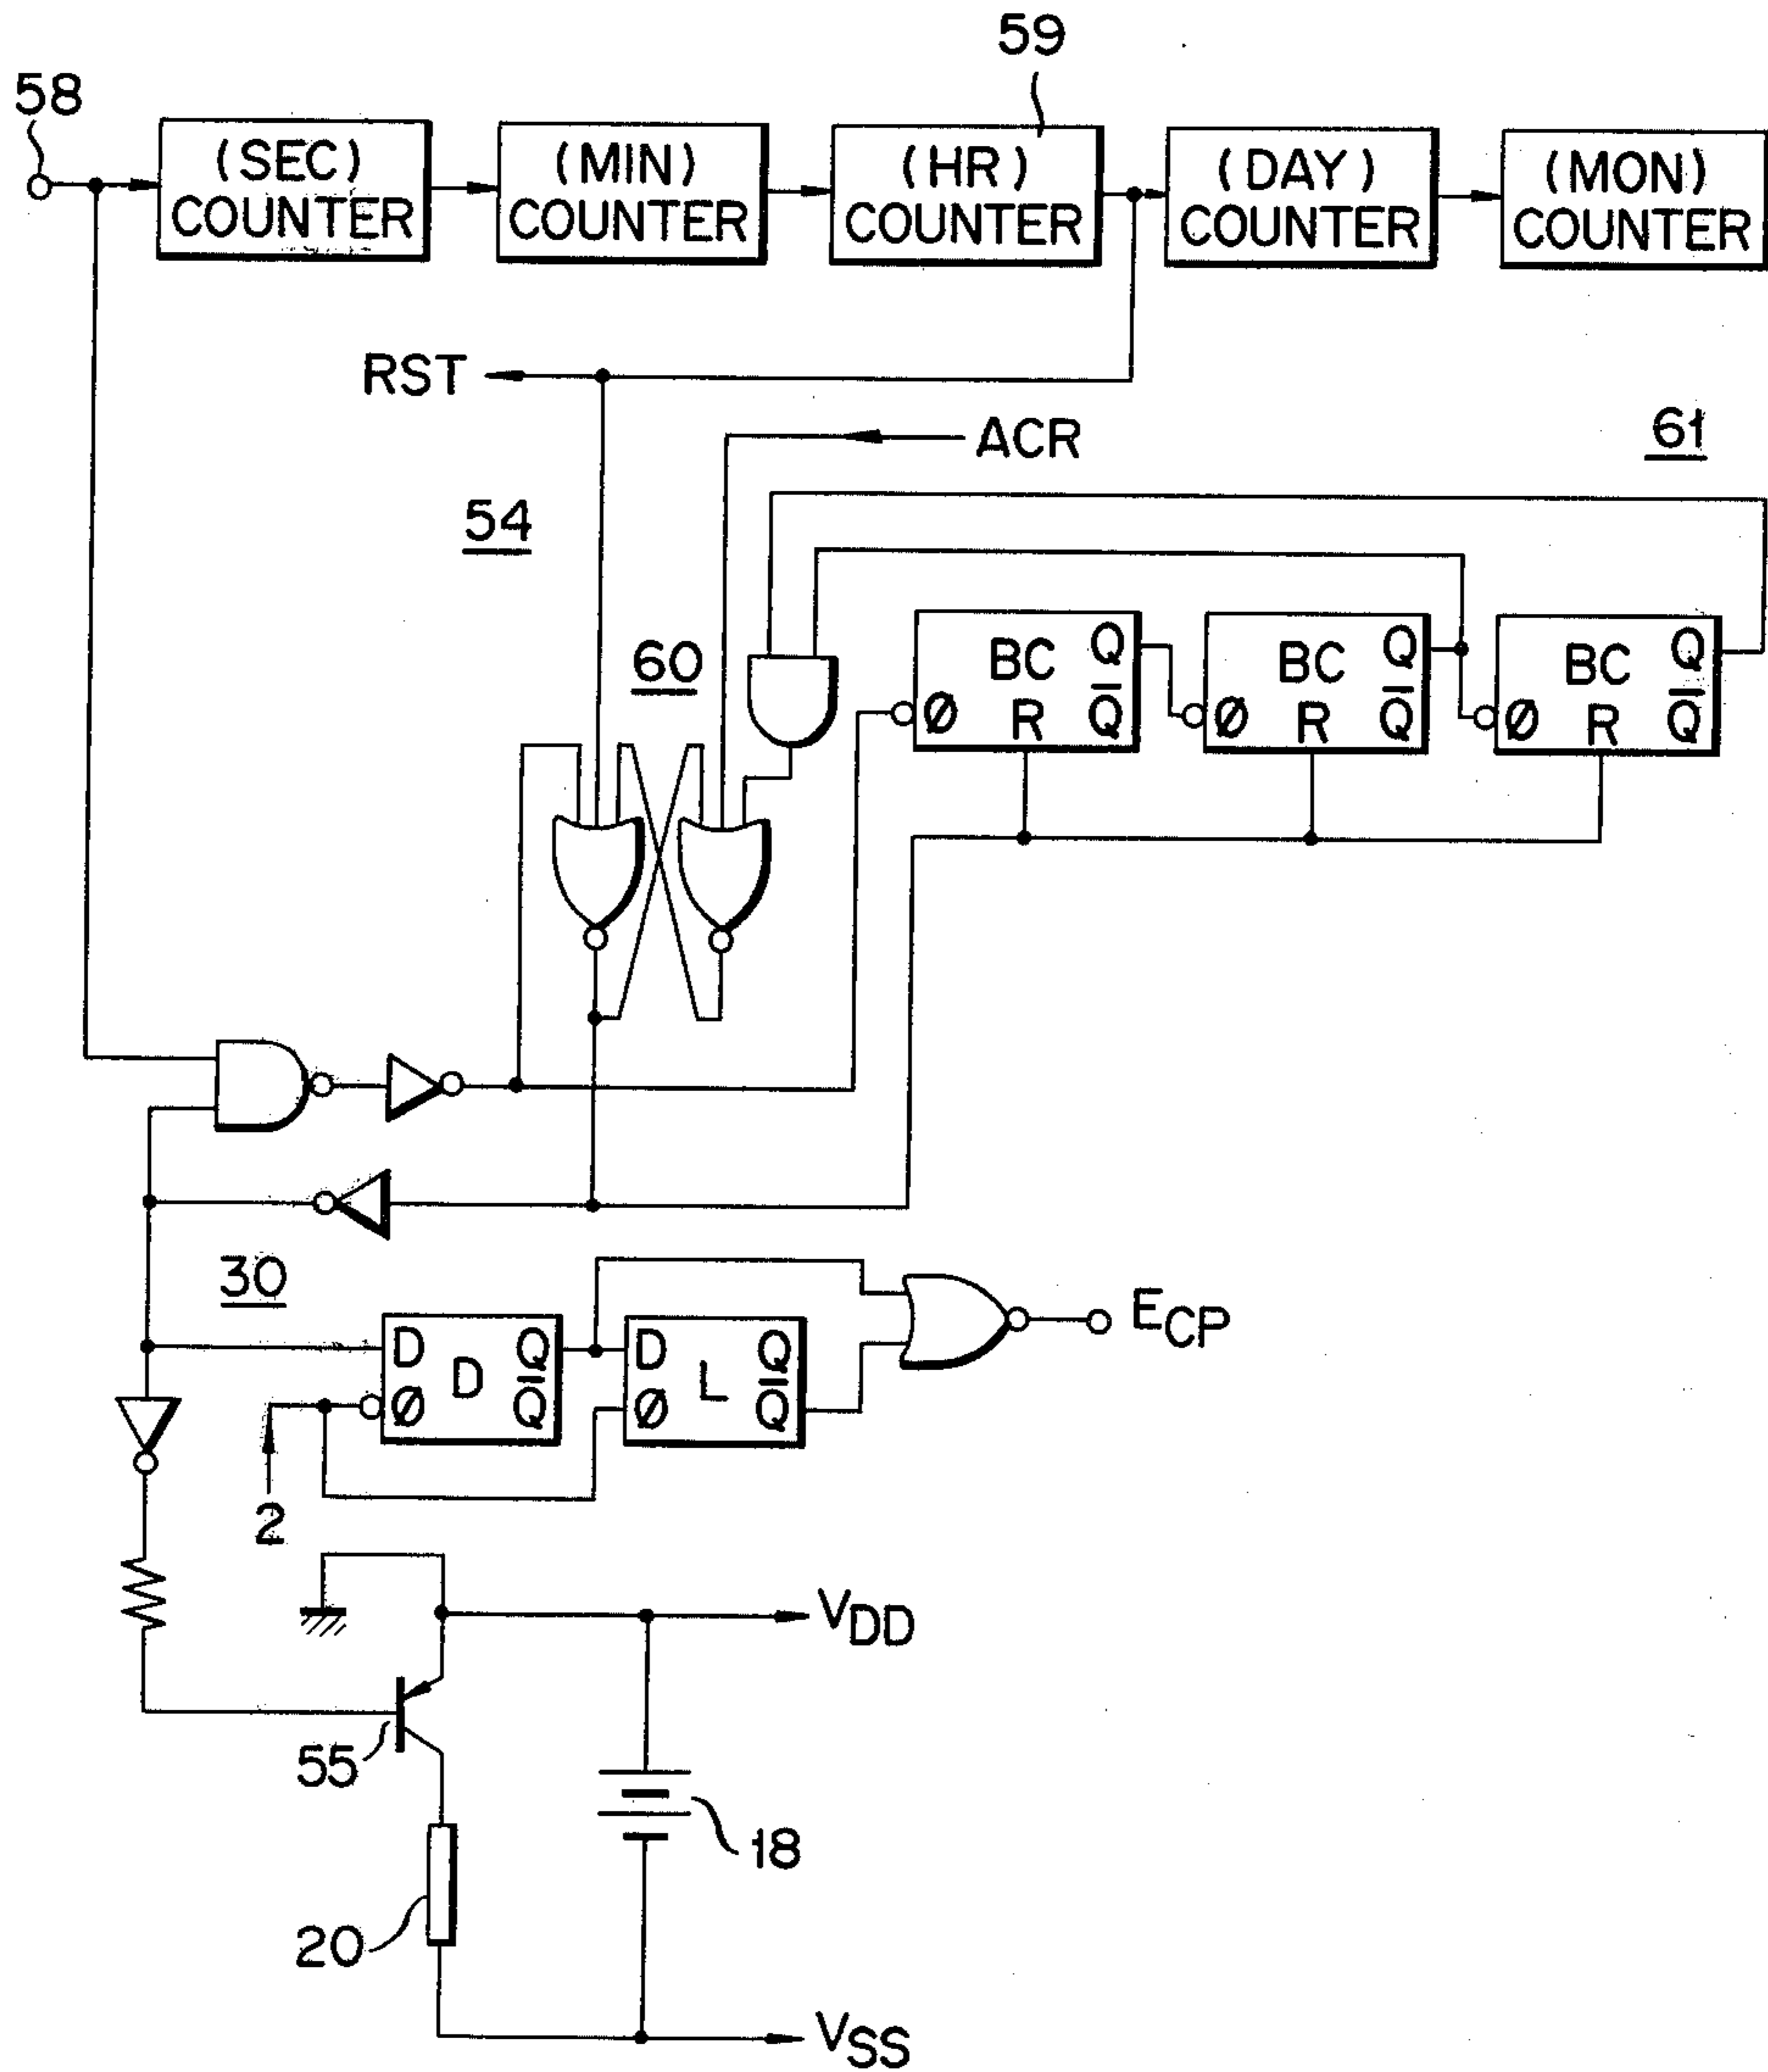 59
58
(SEC) COUNTER
(MIN) COUNTER
(HR) COUNTER
(DAY) COUNTER
(MON) COUNTER
RST
ACR
61
54
60
BC Q
Ø R Q̅
BC Q
Ø R Q̅
BC Q
Ø R Q̅
30
D Q
D
Ø Q̅
D Q
L
Ø Q̅
ECP
2
VDD
55
18
20
VSS